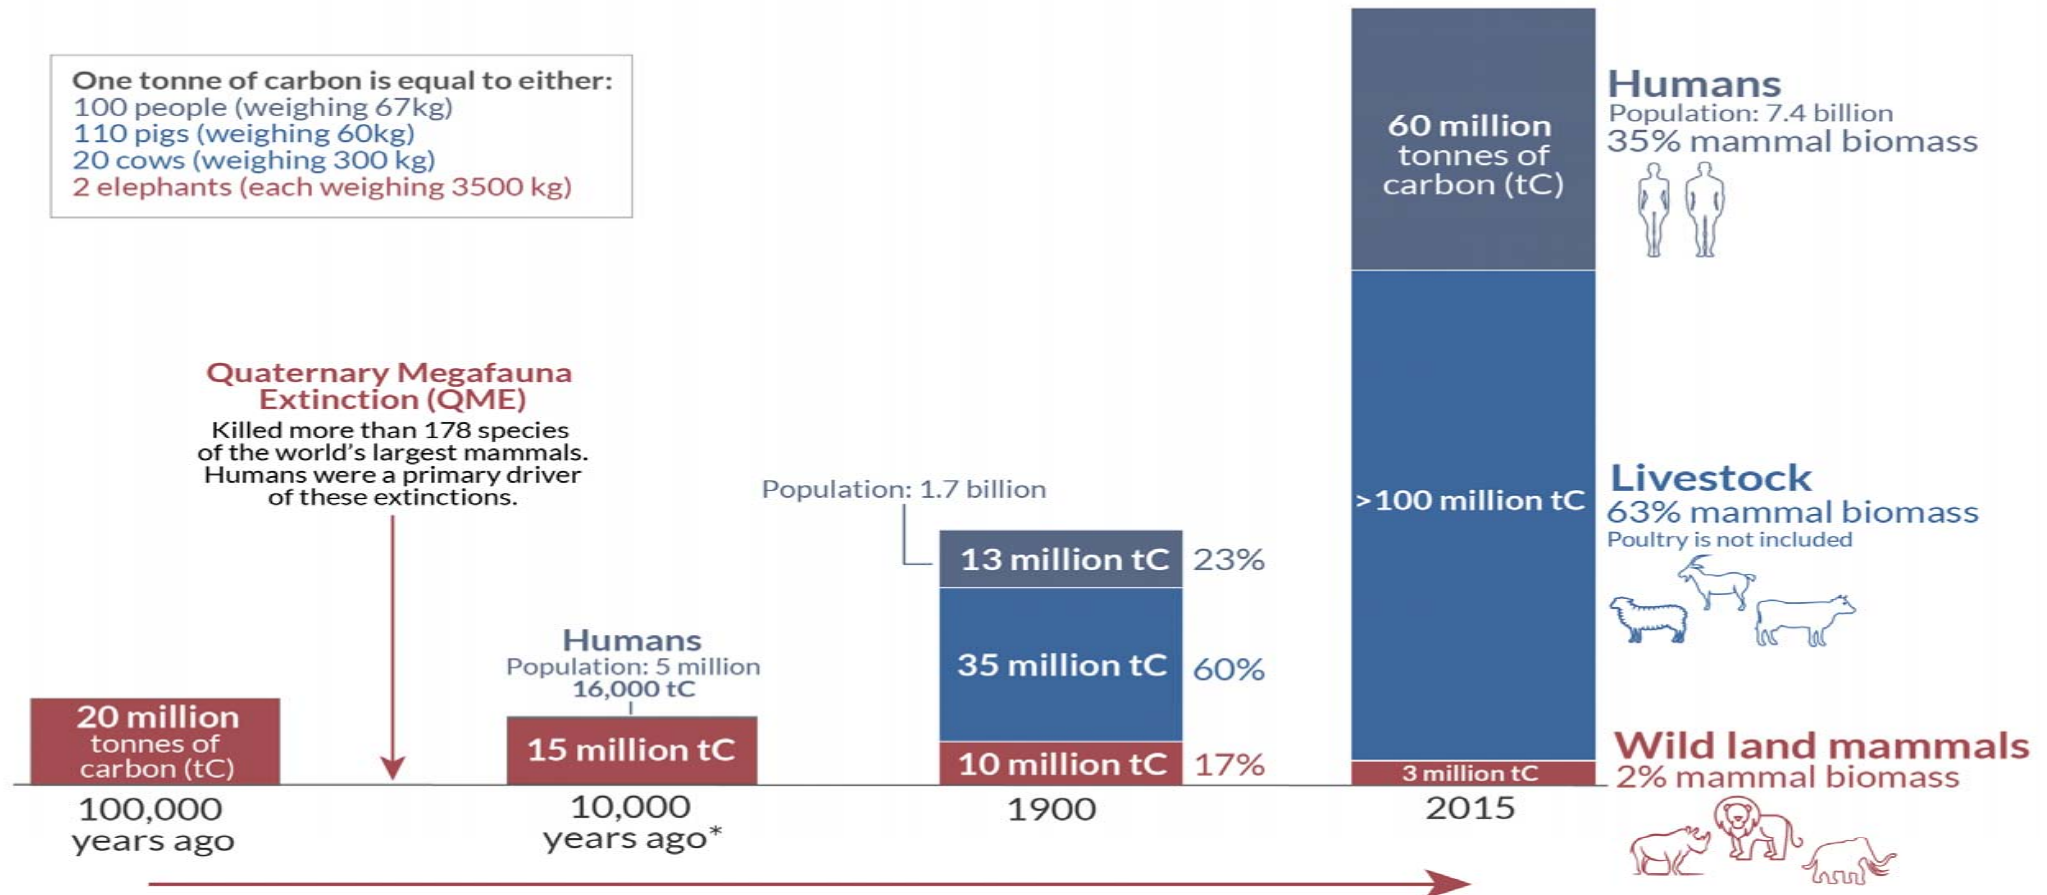 One tonne of carbon is equal to either:
100 people (weighing 67kg)
110 pigs (weighing 60kg)
20 cows (weighing 300 kg)
2 elephants (each weighing 3500 kg)
Quaternary Megafauna
Extinction (QME)
Killed more than 178 species
of the world's largest mammals.
Humans were a primary driver
of these extinctions.
20 million
tonnes of
carbon (tC)
100,000
years ago
Humans
Population: 5 million
16,000 tC
15 million tC
10,000
years ago*
Population: 1.7 billion
13 million tC 23%
35 million tC 60%
10 million tC 17%
1900
60 million
tonnes of
carbon (tC)
>100 million tC
3 million tC
2015
Humans
Population: 7.4 billion
35% mammal biomass
Livestock
63% mammal biomass
Poultry is not included
Wild land mammals
2% mammal biomass